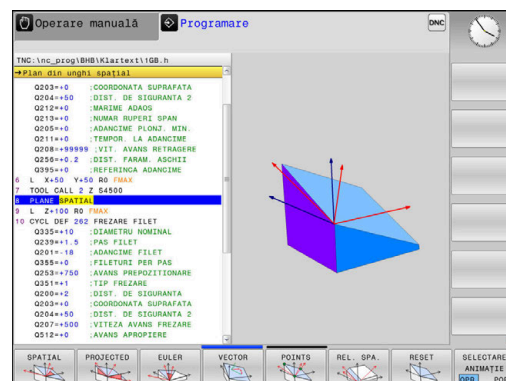 Operare manuală
Programare
DNC
TNC:\nc_prog\BHB\Klartext\1GB.h
→Plan din unghi spaţial
Q203=+0 ;COORDONATA SUPRAFATA
Q204=+50 ;DIST. DE SIGURANTA 2
Q212=+0 ;MARIME ADAOS
Q213=+0 ;NUMAR RUPERI SPAN
Q205=+0 ;ADANCIME PLONJ. MIN.
Q211=+0 ;TEMPOR. LA ADANCIME
Q208=+99999 ;VIT. AVANS RETRAGERE
Q256=+0.2 ;DIST. FARAM. ASCHII
Q395=+0 ;REFERINCA ADANCIME
6 L X+50 Y+50 R0 FMAX
7 TOOL CALL 2 Z S4500
8 PLANE SPATIAL
9 L Z+100 R0 FMAX
10 CYCL DEF 262 FREZARE FILET
Q335=+10 ;DIAMETRU NOMINAL
Q239=+1.5 ;PAS FILET
Q201=-18 ;ADANCIME FILET
Q355=+0 ;FILETURI PER PAS
Q253=+750 ;AVANS PREPOZITIONARE
Q351=+1 ;TIP FREZARE
Q200=+2 ;DIST. DE SIGURANTA
Q203=+0 ;COORDONATA SUPRAFATA
Q204=+50 ;DIST. DE SIGURANTA 2
Q207=+500 ;VITEZA AVANS FREZARE
Q512=+0 ;AVANS APROPIERE
SPATIAL
PROJECTED
EULER
VECTOR
POINTS
REL. SPA.
RESET
SELECTARE
ANIMAŢIE